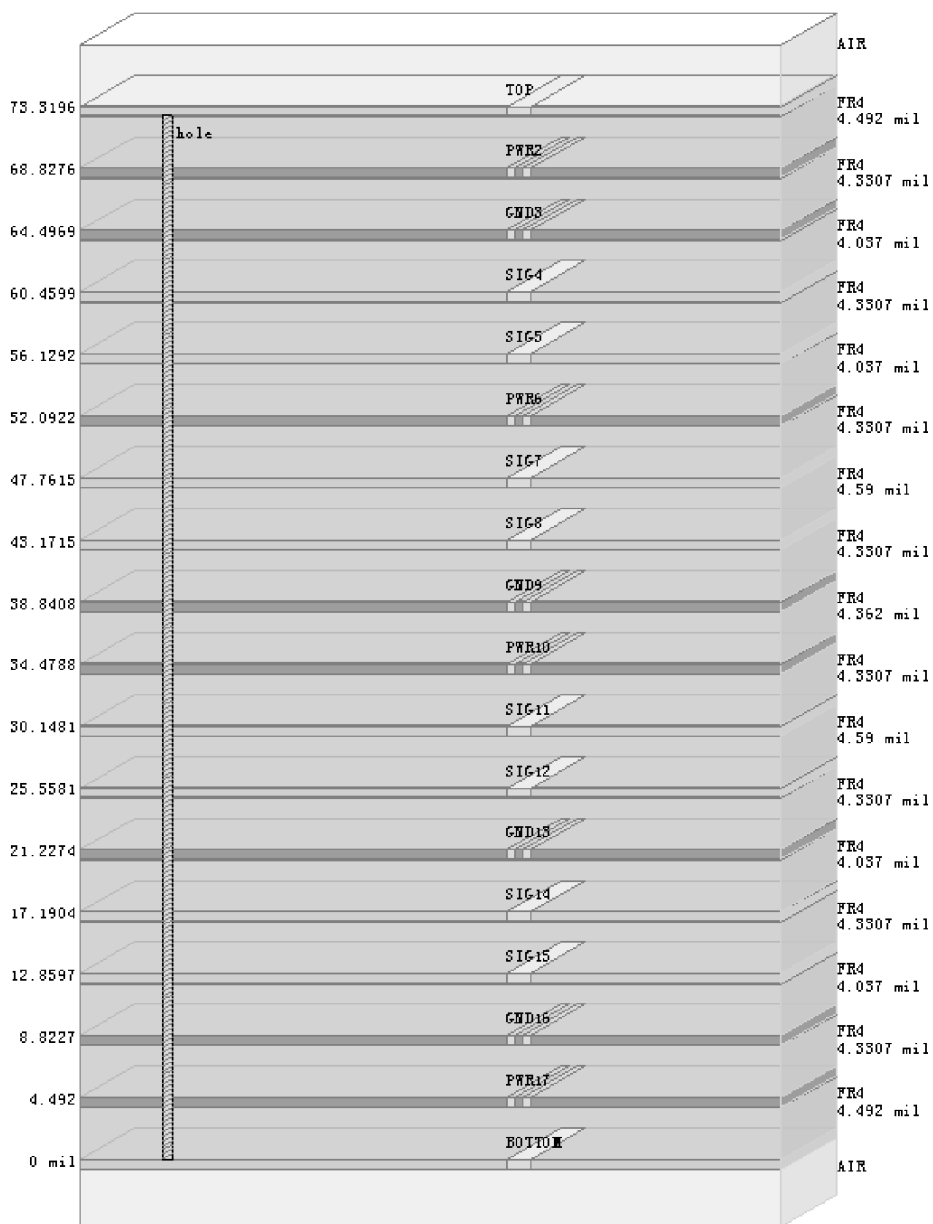 AIR
TOP
73.3196
FR4
4.492 mil
hole
PWR2
68.8276
FR4
4.3307 mil
GND3
64.4969
FR4
4.037 mil
SIG4
60.4599
FR4
4.3307 mil
SIG5
56.1292
FR4
4.037 mil
PWR6
52.0922
FR4
4.3307 mil
SIG7
47.7615
FR4
4.59 mil
SIG8
43.1715
FR4
4.3307 mil
GND9
38.8408
FR4
4.362 mil
PWR10
34.4788
FR4
4.3307 mil
SIG11
30.1481
FR4
4.59 mil
SIG12
25.5581
FR4
4.3307 mil
GND13
21.2274
FR4
4.037 mil
SIG14
17.1904
FR4
4.3307 mil
SIG15
12.8597
FR4
4.037 mil
GND16
8.8227
FR4
4.3307 mil
PWR17
4.492
FR4
4.492 mil
BOTTOM
0 mil
AIR